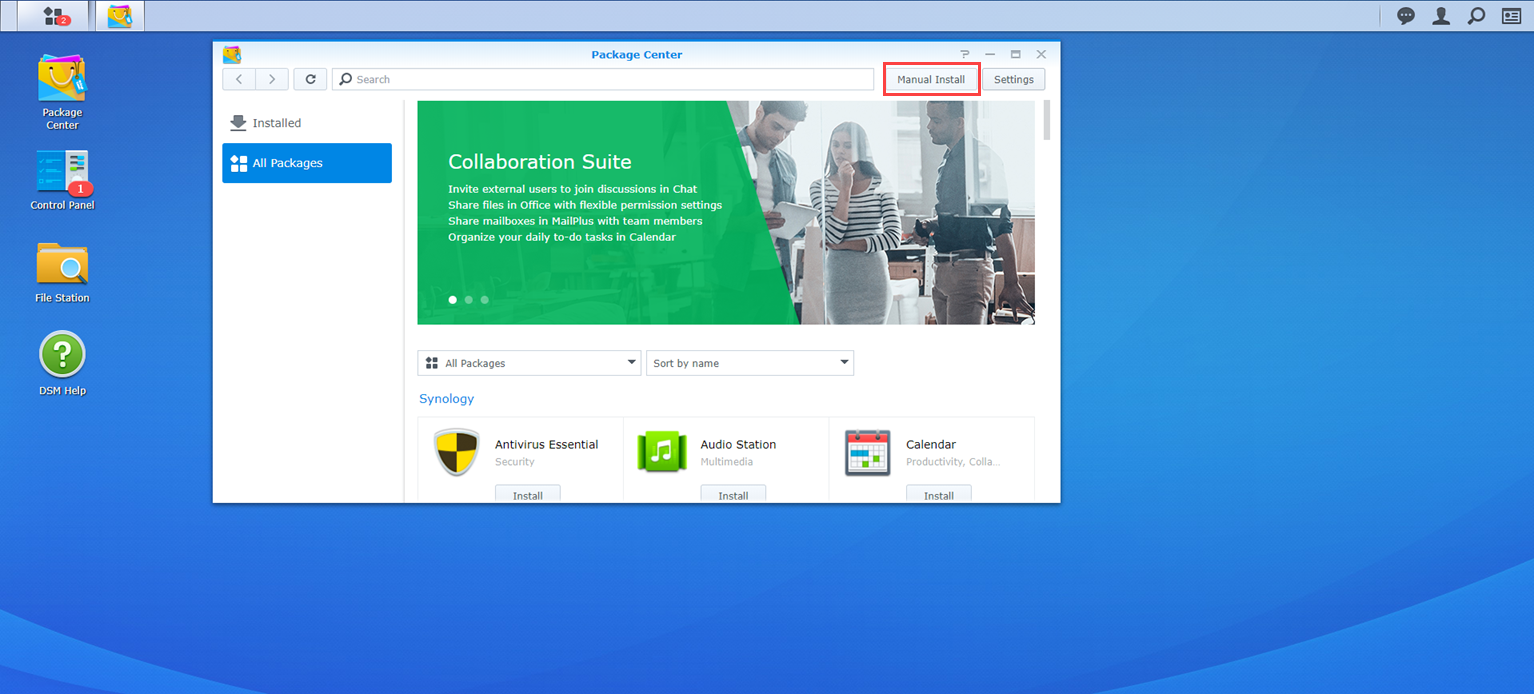 2
Package Center
Search
Manual Install
Settings
Package
Center
Control Panel
1
File Station
DSM Help
Installed
All Packages
Collaboration Suite
Invite external users to join discussions in Chat
Share files in Office with flexible permission settings
Share mailboxes in MailPlus with team members
Organize your daily to-do tasks in Calendar
All Packages
Sort by name
Synology
Antivirus Essential
Security
Install
Audio Station
Multimedia
Install
Calendar
Productivity, Colla...
Install